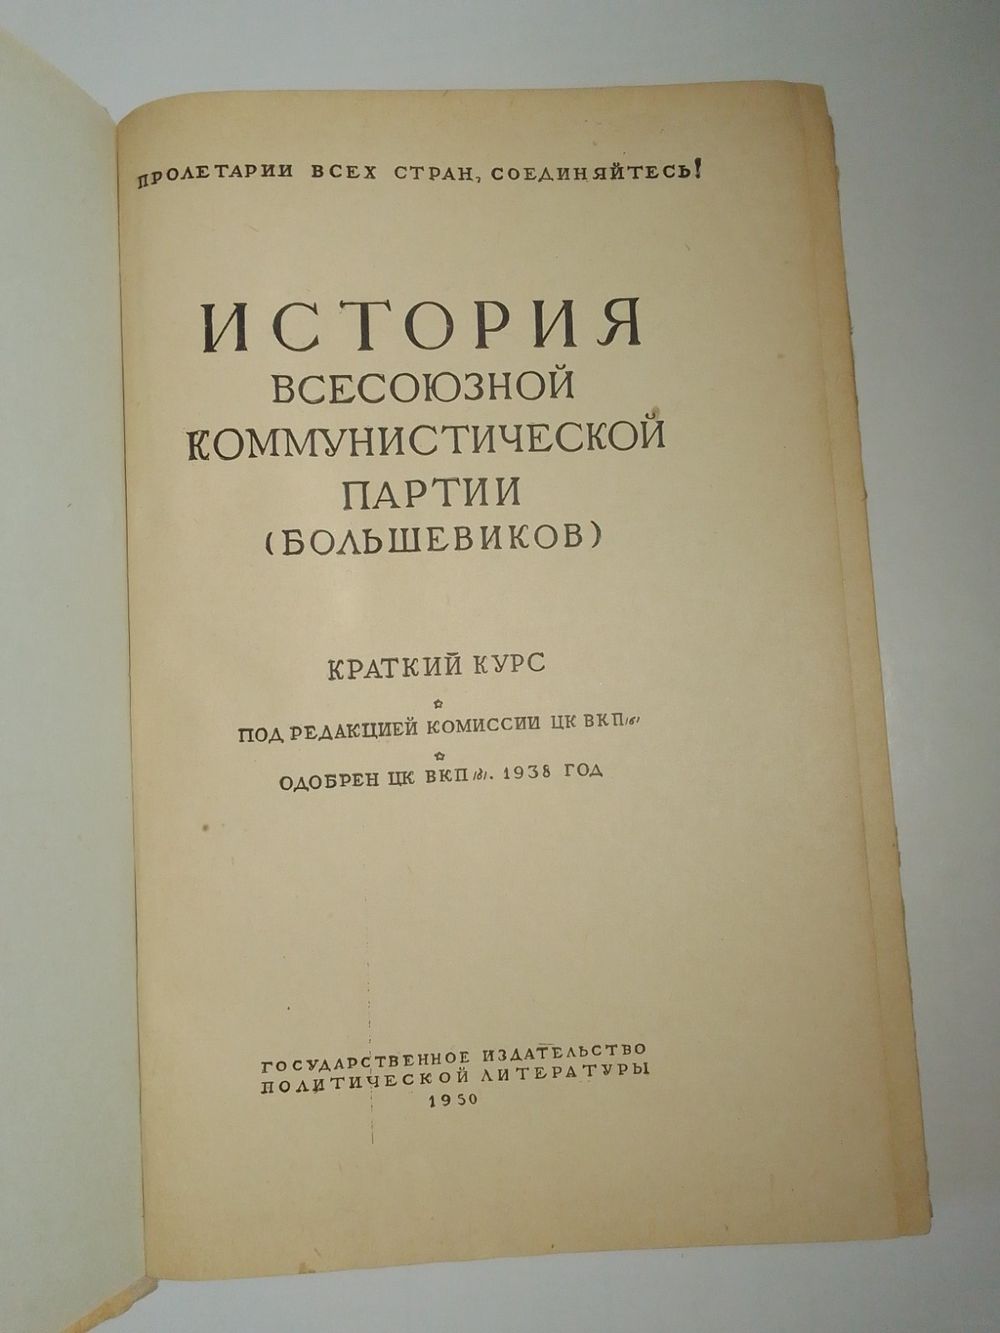 ПРОЛЕТАРИИ ВСЕХ СТРАН, СОЕДИНЯЙТЕСЬ!
ИСТОРИЯ
ВСЕСОЮЗНОЙ
КОММУНИСТИЧЕСКОЙ
ПАРТИИ
(БОЛЬШЕВИКОВ)
КРАТКИЙ КУРС
ПОД РЕДАКЦИЕЙ КОМИССИИ ЦК ВКП/б/
ОДОБРЕН ЦК ВКП/б/. 1938 ГОД
ГОСУДАРСТВЕННОЕ ИЗДАТЕЛЬСТВО
ПОЛИТИЧЕСКОЙ ЛИТЕРАТУРЫ
1950